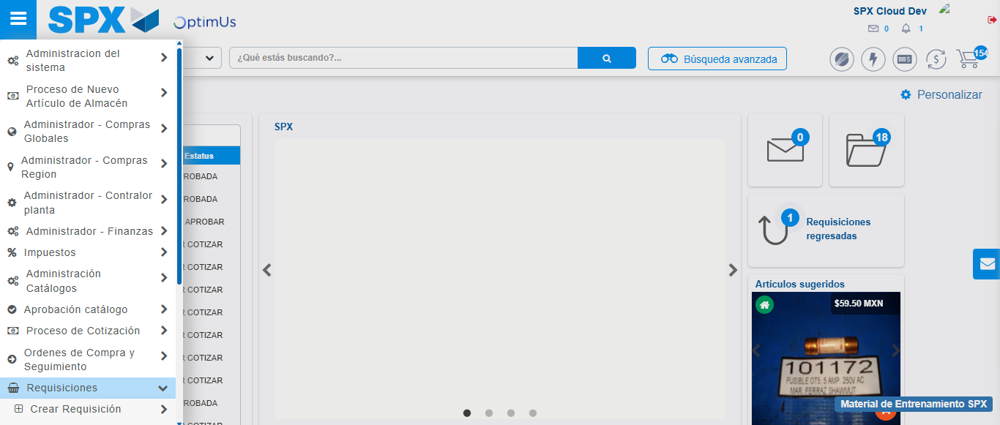 SPX
OptimUs
SPX Cloud Dev
0
1
¿Qué estás buscando?...
Búsqueda avanzada
154
Personalizar
Administracion del
sistema
Proceso de Nuevo
Artículo de Almacén
Administrador - Compras
Globales
Administrador - Compras
Region
Administrador - Contralor
planta
Administrador - Finanzas
Impuestos
Administración
Catálogos
Aprobación catálogo
Proceso de Cotización
Ordenes de Compra y
Seguimiento
Requisiciones
Crear Requisición
Estatus
ROBADA
ROBADA
APROBAR
COTIZAR
COTIZAR
COTIZAR
COTIZAR
COTIZAR
COTIZAR
COTIZAR
ROBADA
COTIZAR
SPX
0
18
1
Requisiciones
regresadas
Artículos sugeridos
$59.50 MXN
101172
FUSIBLE OT5, 5 AMP. 250V AC
MAR. FERRAZ SHAWMUT
Material de Entrenamiento SPX